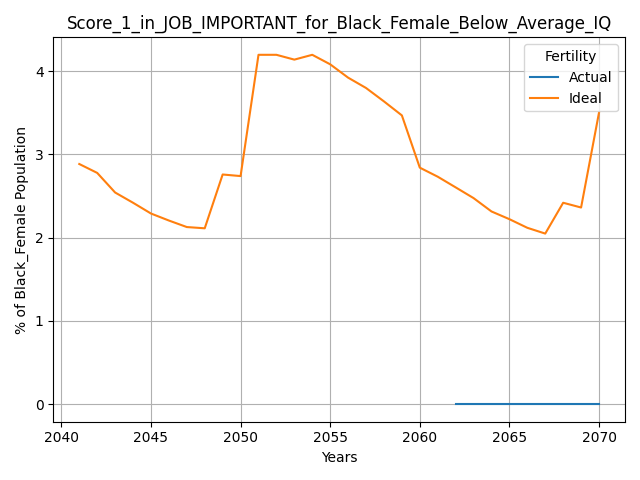 Score_1_in_JOB_IMPORTANT_for_Black_Female_Below_Average_IQ
Fertility
Actual
Ideal
% of Black_Female Population
4
3
2
1
0
2040 2045 2050 2055 2060 2065 2070
Years